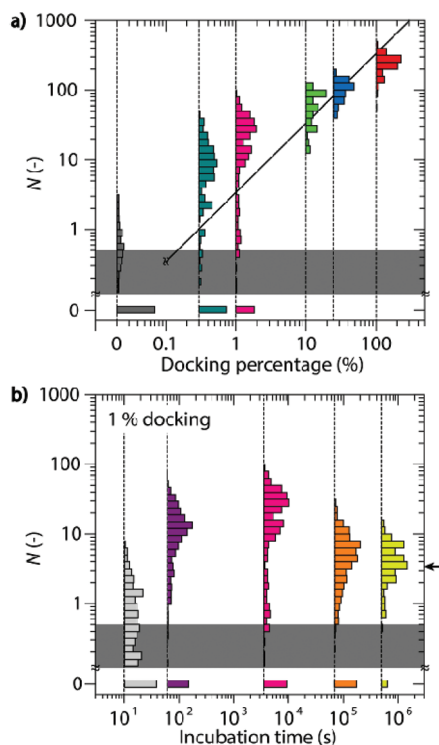 a)
1000
100
10
1
0
N (-)
0 0.1 1 10 100
Docking percentage (%)
b)
1 % docking
1000
100
10
1
0
N (-)
10¹ 10² 10³ 10⁴ 10⁵ 10⁶
Incubation time (s)